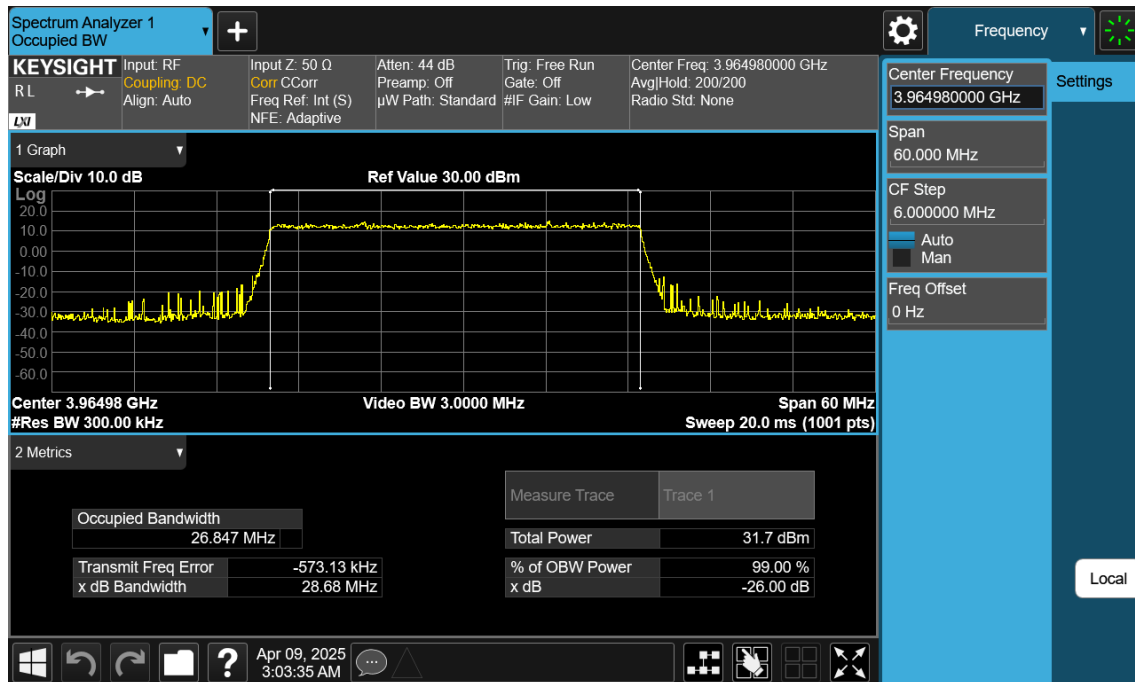 Spectrum Analyzer 1
Occupied BW
Frequency
KEYSIGHT
RL
LXI
Input: RF
Coupling: DC
Align: Auto
Input Z: 50 Ω
Corr CCorr
Freq Ref: Int (S)
NFE: Adaptive
Atten: 44 dB
Preamp: Off
µW Path: Standard
Trig: Free Run
Gate: Off
#IF Gain: Low
Center Freq: 3.964980000 GHz
Avg|Hold: 200/200
Radio Std: None
1 Graph
Scale/Div 10.0 dB
Ref Value 30.00 dBm
Log
20.0
10.0
0.00
-10.0
-20.0
-30.0
-40.0
-50.0
-60.0
Center 3.96498 GHz
Video BW 3.0000 MHz
Span 60 MHz
#Res BW 300.00 kHz
Sweep 20.0 ms (1001 pts)
2 Metrics
Measure Trace
Trace 1
Occupied Bandwidth
26.847 MHz
Total Power
31.7 dBm
Transmit Freq Error
-573.13 kHz
% of OBW Power
99.00 %
x dB Bandwidth
28.68 MHz
x dB
-26.00 dB
Center Frequency
3.964980000 GHz
Settings
Span
60.000 MHz
CF Step
6.000000 MHz
Auto
Man
Freq Offset
0 Hz
Local
?
Apr 09, 2025
3:03:35 AM